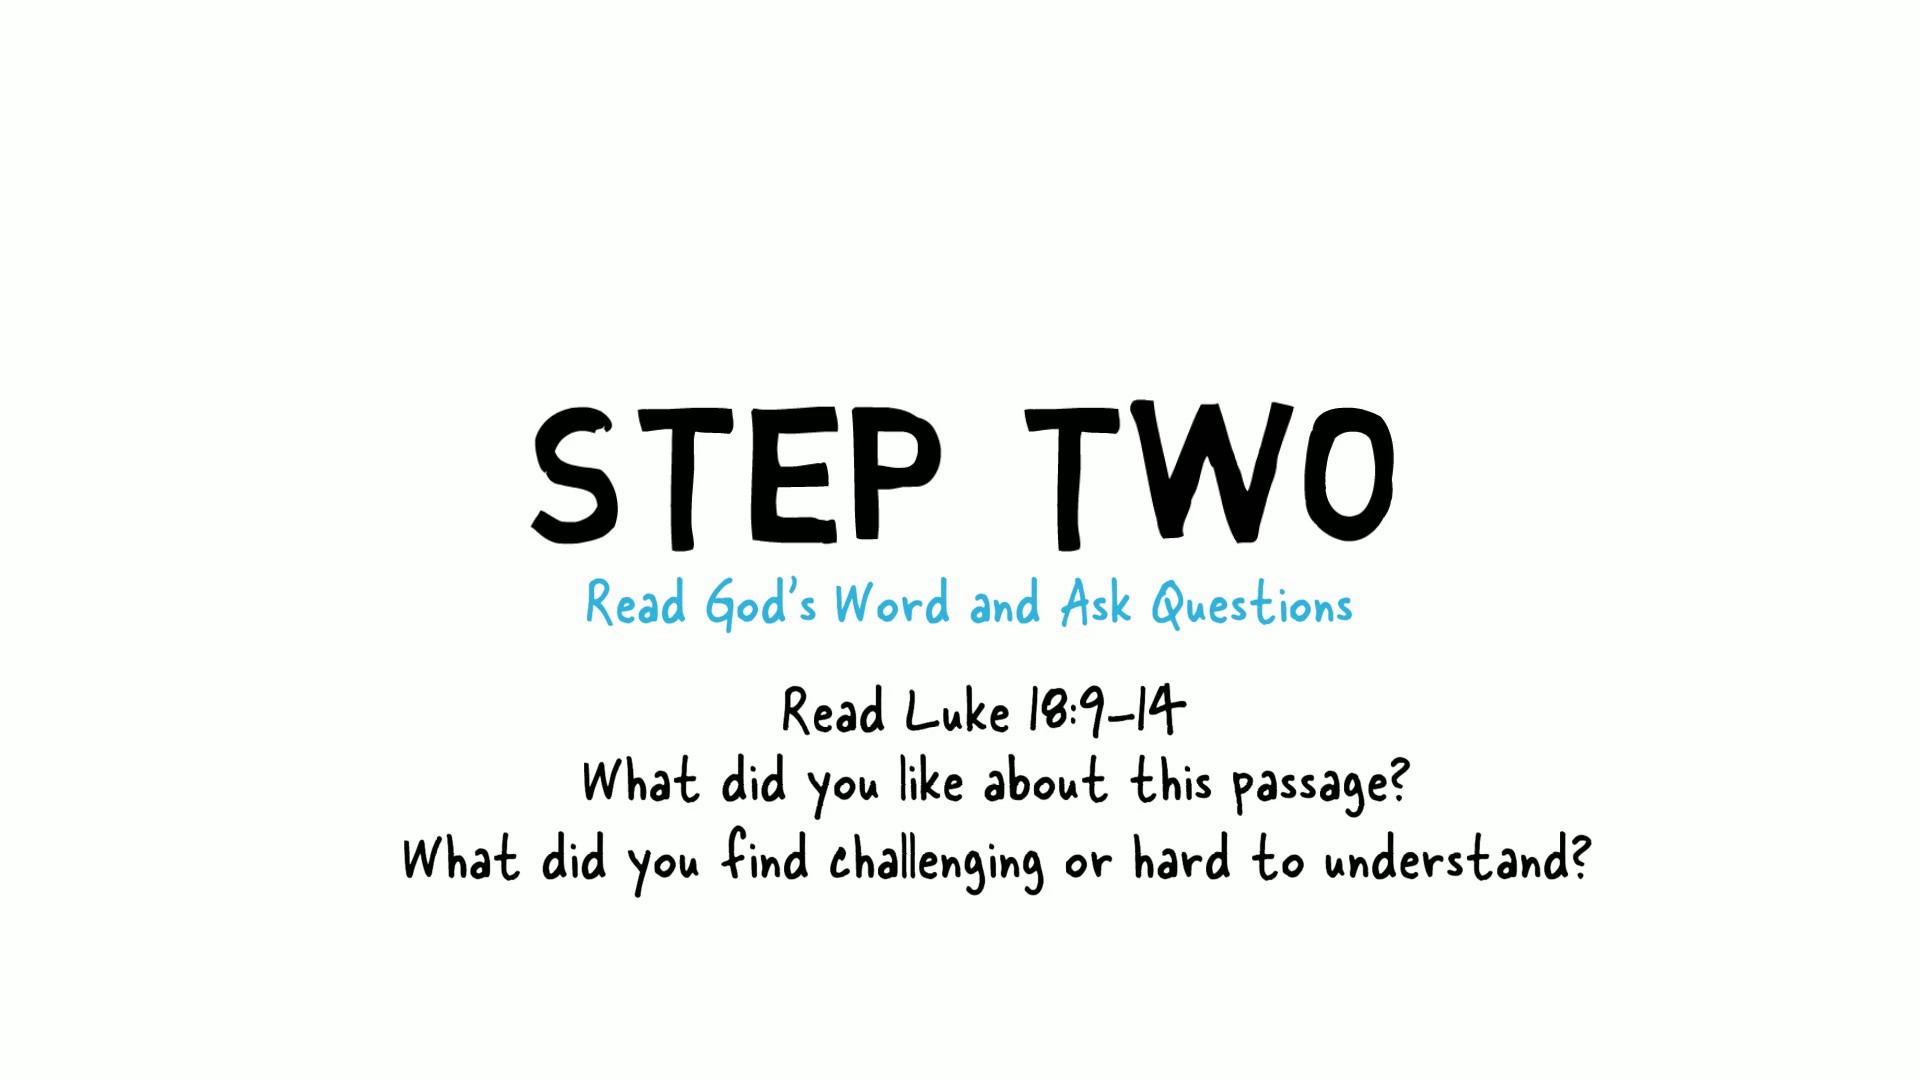 STEP TWO
Read God's Word and Ask Questions
Read Luke 18:9–14
What did you like about this passage?
What did you find challenging or hard to understand?